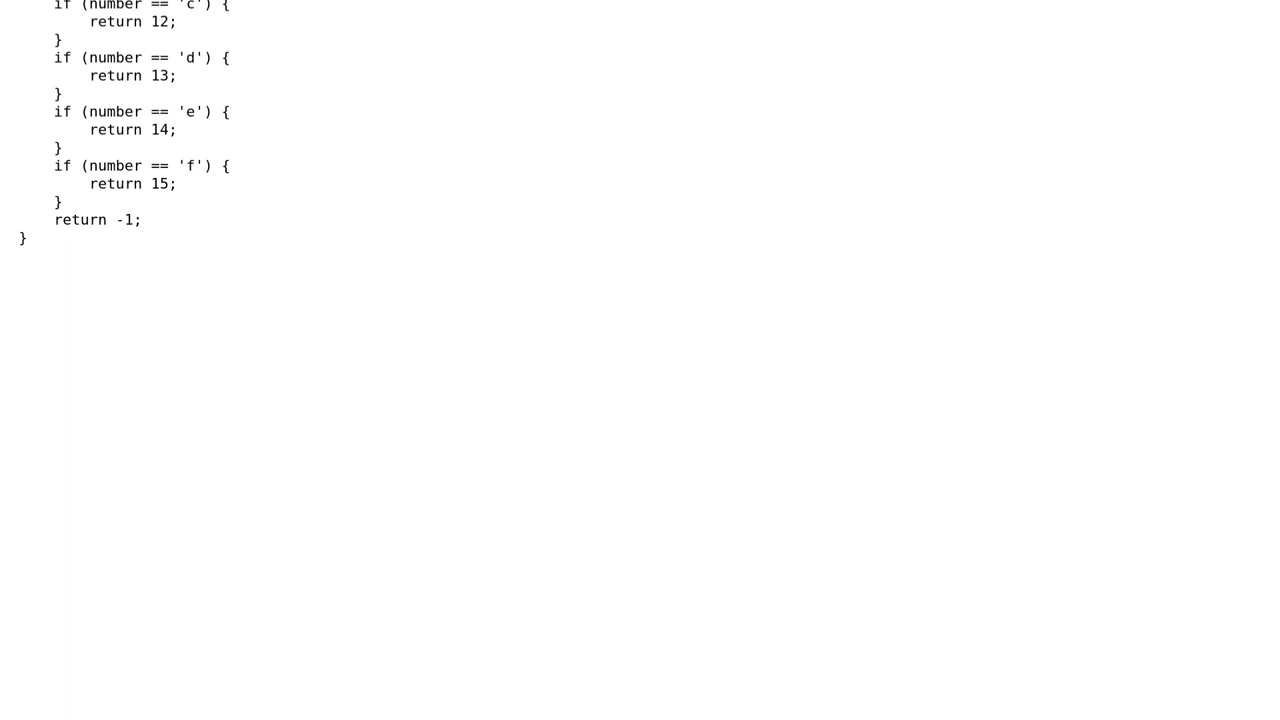 if (number == 'c') {
        return 12;
    }
    if (number == 'd') {
        return 13;
    }
    if (number == 'e') {
        return 14;
    }
    if (number == 'f') {
        return 15;
    }
    return -1;
}